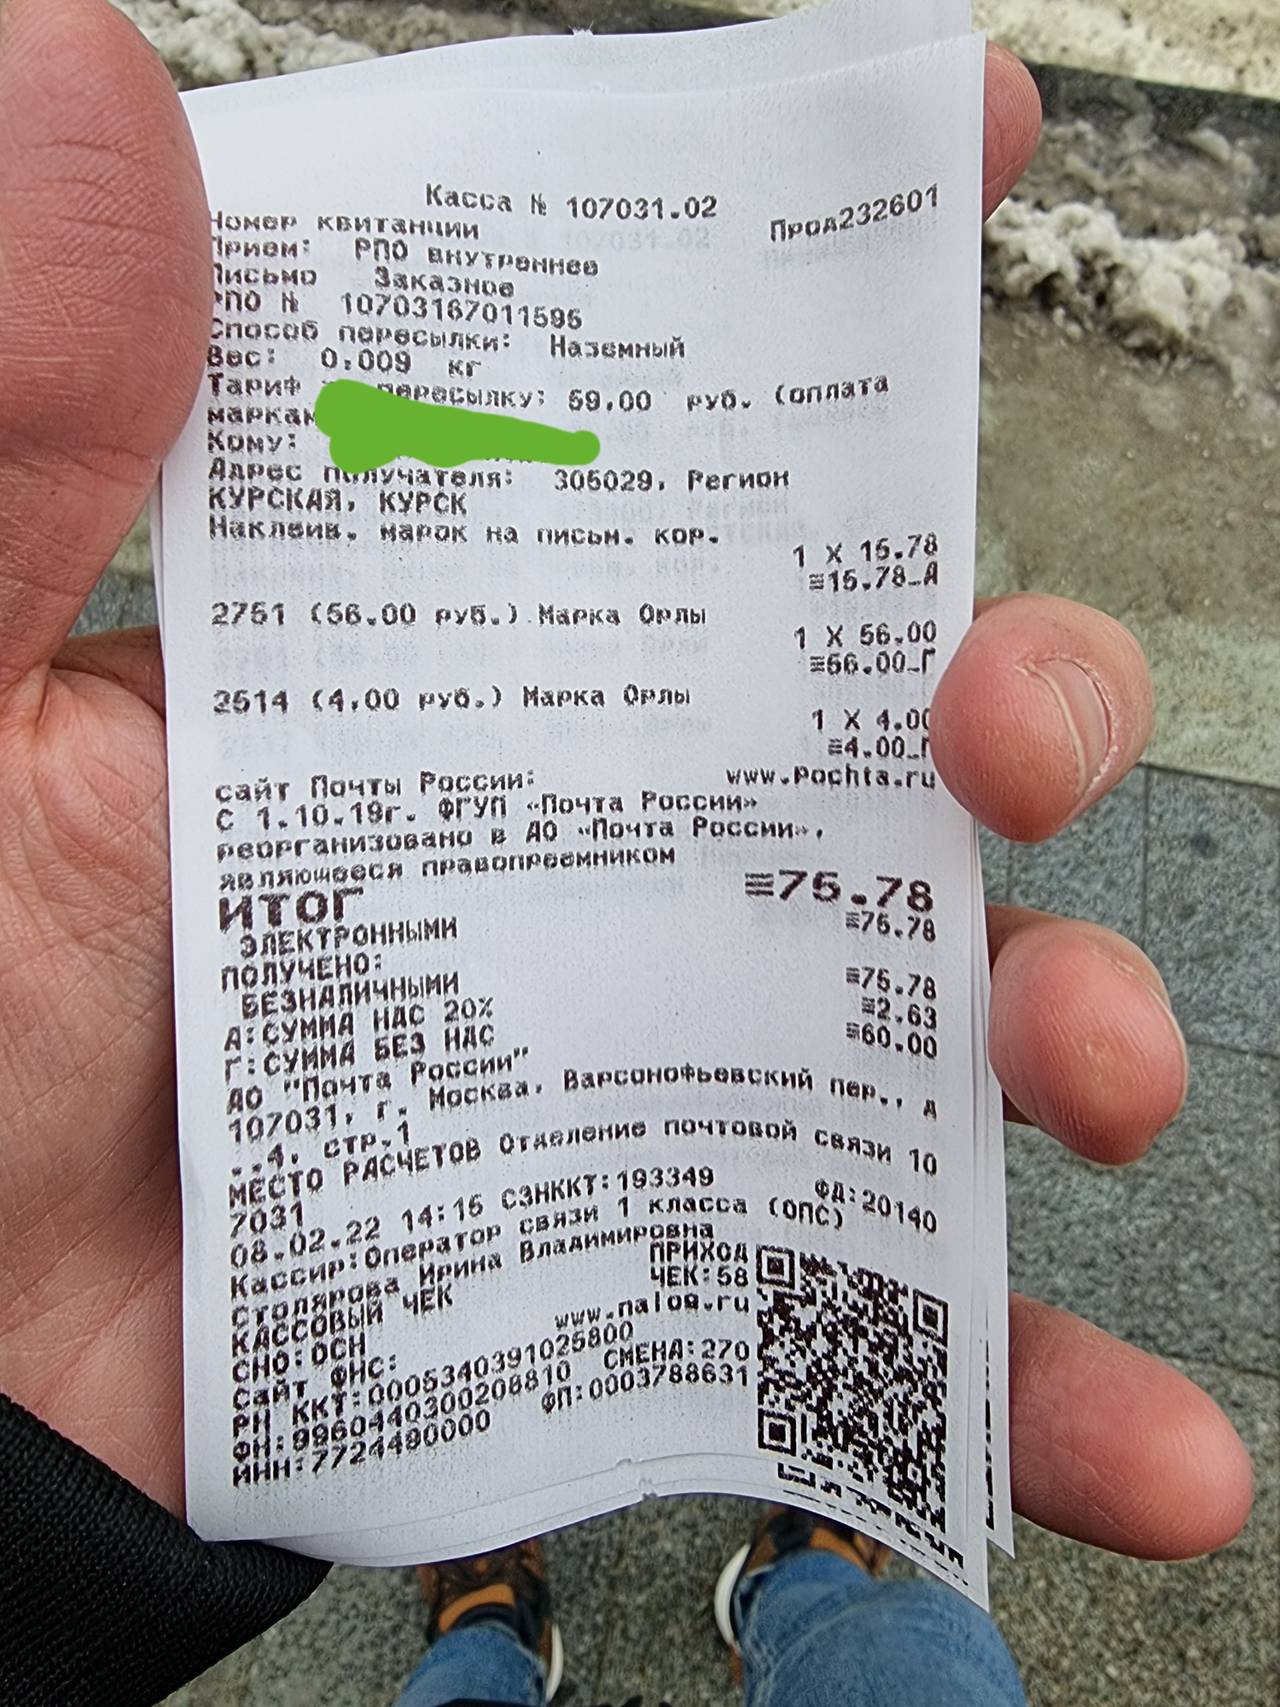 Касса № 107031.02
Номер квитанции Прод232601
Прием: РПО внутреннее
Письмо Заказное
РПО № 10703167011595
Способ пересылки: Наземный
Вес: 0.009 кг
Тариф пересылку: 59.00 руб. (оплата
маркам
Кому:
Адрес получателя: 305029, Регион
КУРСКАЯ, КУРСК
Наклеив. марок на письм. кор.
1 X 15.78
≡15.78_А
2751 (56.00 руб.) Марка Орлы
1 X 56.00
≡56.00_Г
2514 (4.00 руб.) Марка Орлы
1 X 4.00
≡4.00_Г
сайт Почты России: www.pochta.ru
С 1.10.19г. ФГУП «Почта России»
реорганизовано в АО «Почта России»,
являющееся правопреемником
ИТОГ ≡75.78
ЭЛЕКТРОННЫМИ ≡75.78
ПОЛУЧЕНО:
БЕЗНАЛИЧНЫМИ ≡75.78
А:СУММА НДС 20% ≡2.63
Г:СУММА БЕЗ НДС ≡60.00
АО "Почта России"
107031, г. Москва, Варсонофьевский пер., д
..4, стр.1
МЕСТО РАСЧЕТОВ Отделение почтовой связи 10
7031
08.02.22 14:15 СЗНККТ:193349 ФД:20140
Кассир:Оператор связи 1 класса (ОПС)
Столярова Ирина Владимировна
КАССОВЫЙ ЧЕК ПРИХОД
СНО:ОСН ЧЕК:58
Сайт ФНС: www.nalog.ru
РН ККТ:0005340391025800
ФН:9960440300208810 СМЕНА:270
ИНН:7724490000 ФП:0003788631